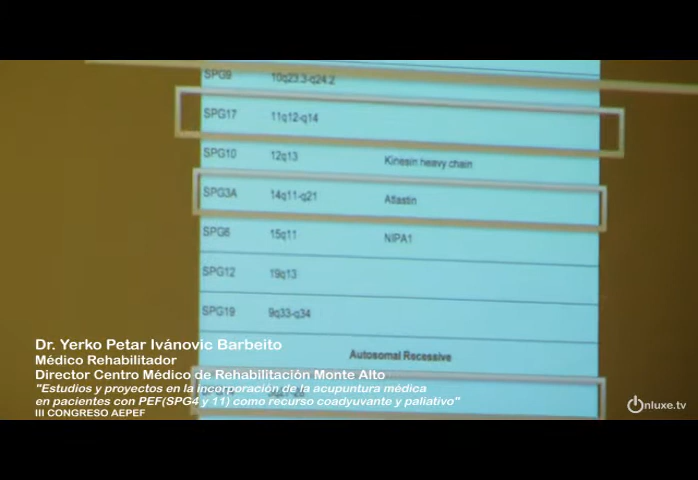 SPG9 10q23.3-q24.2
SPG17 11q12-q14
SPG10 12q13 Kinesin heavy chain
SPG3A 14q11-q21 Atlastin
SPG6 15q11 NIPA1
SPG12 19q13
SPG19 9q33-q34
Autosomal Recessive
Dr. Yerko Petar Ivánovic Barbeito
Médico Rehabilitador
Director Centro Médico de Rehabilitación Monte Alto
"Estudios y proyectos en la incorporación de la acupuntura médica
en pacientes con PEF(SPG4 y 11) como recurso coadyuvante y paliativo"
III CONGRESO AEPEF
Onluxe.tv